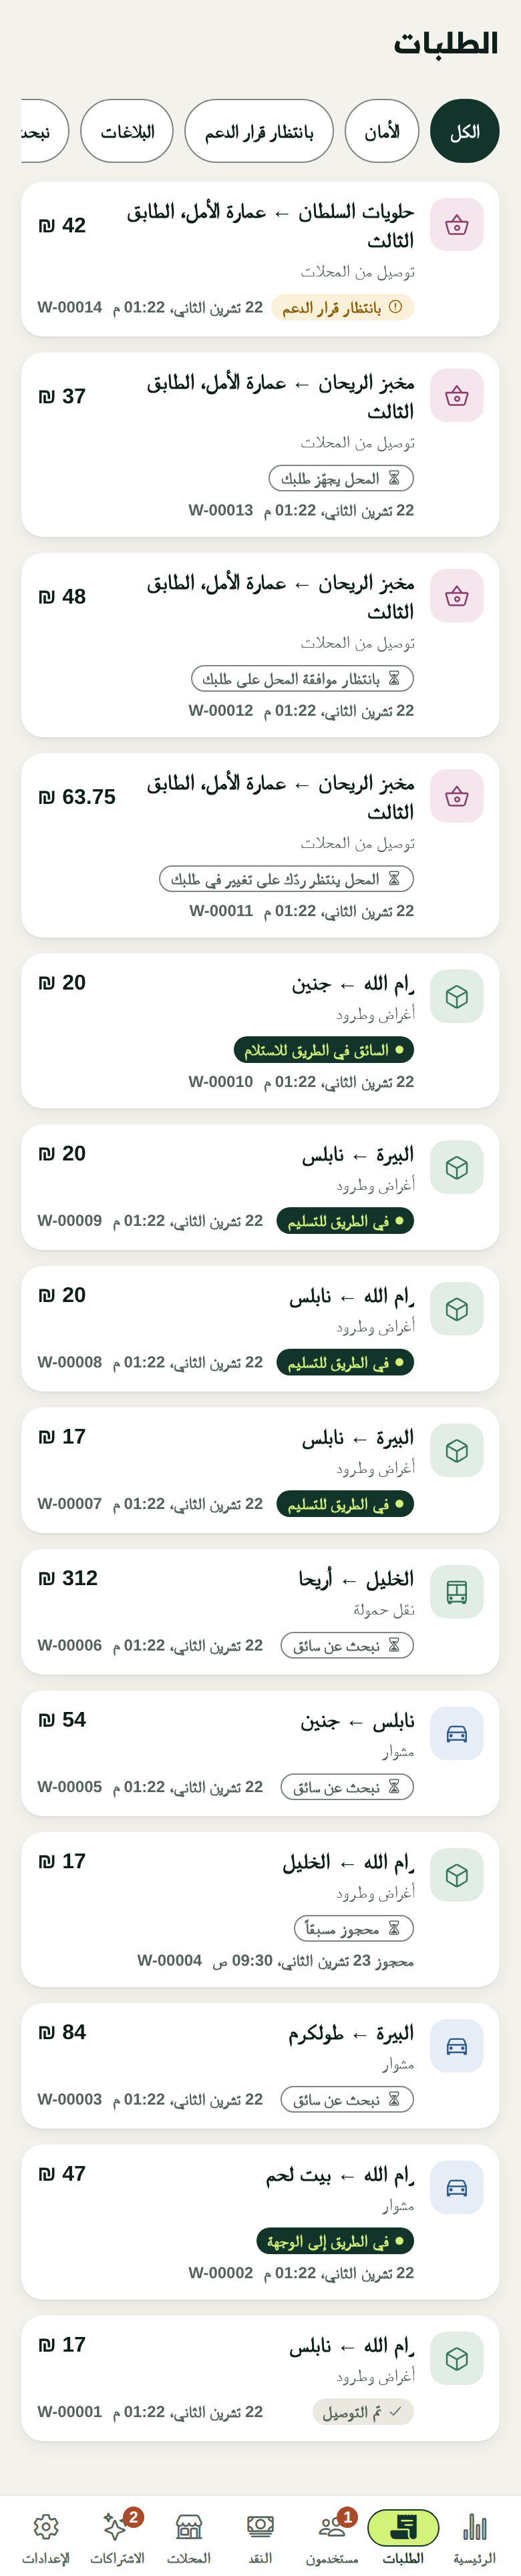 الطلبات
الكل
الأمان
بانتظار قرار الدعم
البلاغات
نبحث
حلويات السلطان ← عمارة الأمل، الطابق
الثالث
42 ₪
توصيل من المحلات
بانتظار قرار الدعم
22 تشرين الثاني، 01:22 م W-00014
مخبز الريحان ← عمارة الأمل، الطابق
الثالث
37 ₪
توصيل من المحلات
المحل يجهّز طلبك
22 تشرين الثاني، 01:22 م W-00013
مخبز الريحان ← عمارة الأمل، الطابق
الثالث
48 ₪
توصيل من المحلات
بانتظار موافقة المحل على طلبك
22 تشرين الثاني، 01:22 م W-00012
مخبز الريحان ← عمارة الأمل، الطابق
الثالث
63.75 ₪
توصيل من المحلات
المحل ينتظر ردّك على تغيير في طلبك
22 تشرين الثاني، 01:22 م W-00011
رام الله ← جنين
20 ₪
أغراض وطرود
السائق في الطريق للاستلام
22 تشرين الثاني، 01:22 م W-00010
البيرة ← نابلس
20 ₪
أغراض وطرود
في الطريق للتسليم
22 تشرين الثاني، 01:22 م W-00009
رام الله ← نابلس
20 ₪
أغراض وطرود
في الطريق للتسليم
22 تشرين الثاني، 01:22 م W-00008
البيرة ← نابلس
17 ₪
أغراض وطرود
في الطريق للتسليم
22 تشرين الثاني، 01:22 م W-00007
الخليل ← أريحا
312 ₪
نقل حمولة
نبحث عن سائق
22 تشرين الثاني، 01:22 م W-00006
نابلس ← جنين
54 ₪
مشوار
نبحث عن سائق
22 تشرين الثاني، 01:22 م W-00005
رام الله ← الخليل
17 ₪
أغراض وطرود
محجوز مسبقاً
محجوز 23 تشرين الثاني، 09:30 ص W-00004
البيرة ← طولكرم
84 ₪
مشوار
نبحث عن سائق
22 تشرين الثاني، 01:22 م W-00003
رام الله ← بيت لحم
47 ₪
مشوار
في الطريق إلى الوجهة
22 تشرين الثاني، 01:22 م W-00002
رام الله ← نابلس
17 ₪
أغراض وطرود
تم التوصيل
22 تشرين الثاني، 01:22 م W-00001
الرئيسية
الطلبات
1
مستخدمون
النقد
المحلات
2
الاشتراكات
الإعدادات